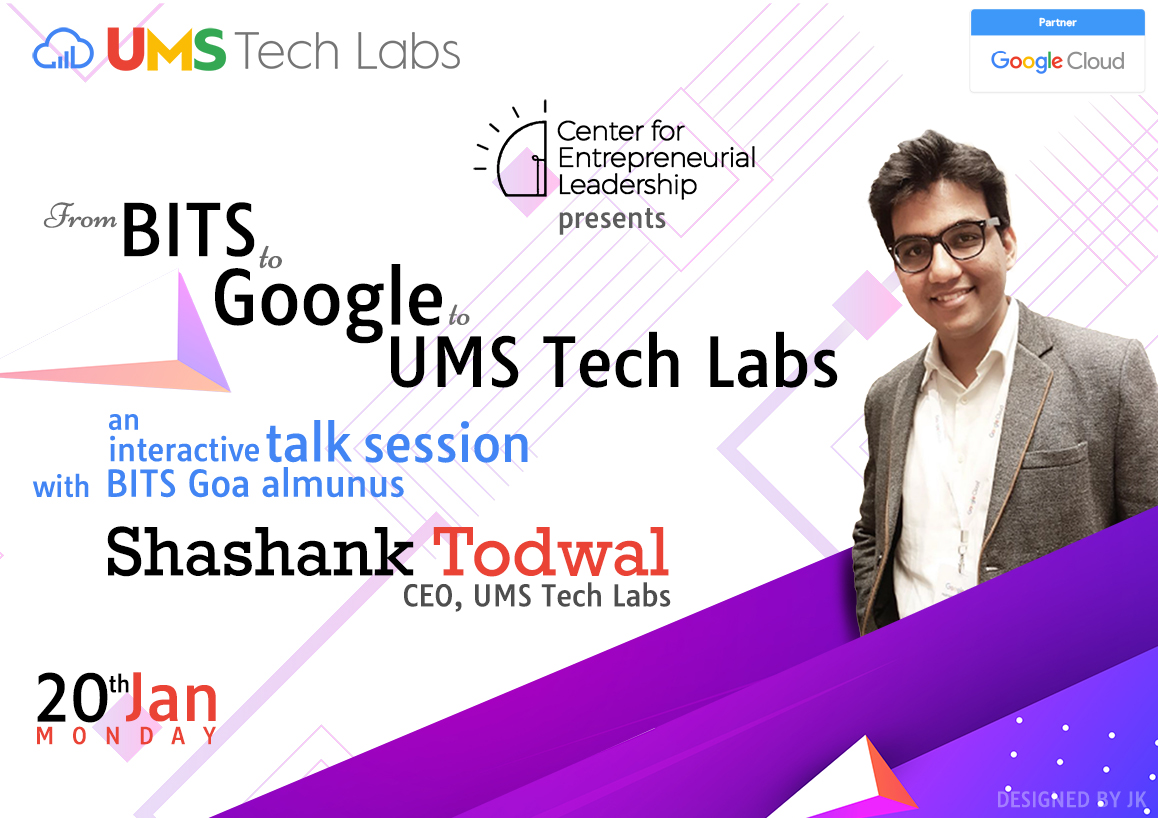 UMS Tech Labs
Partner
Google Cloud
Center for
Entrepreneurial
Leadership
presents
From BITS to
Google to
UMS Tech Labs
an
interactive talk session
with BITS Goa almunus
Shashank Todwal
CEO, UMS Tech Labs
20th Jan
MONDAY
DESIGNED BY JK